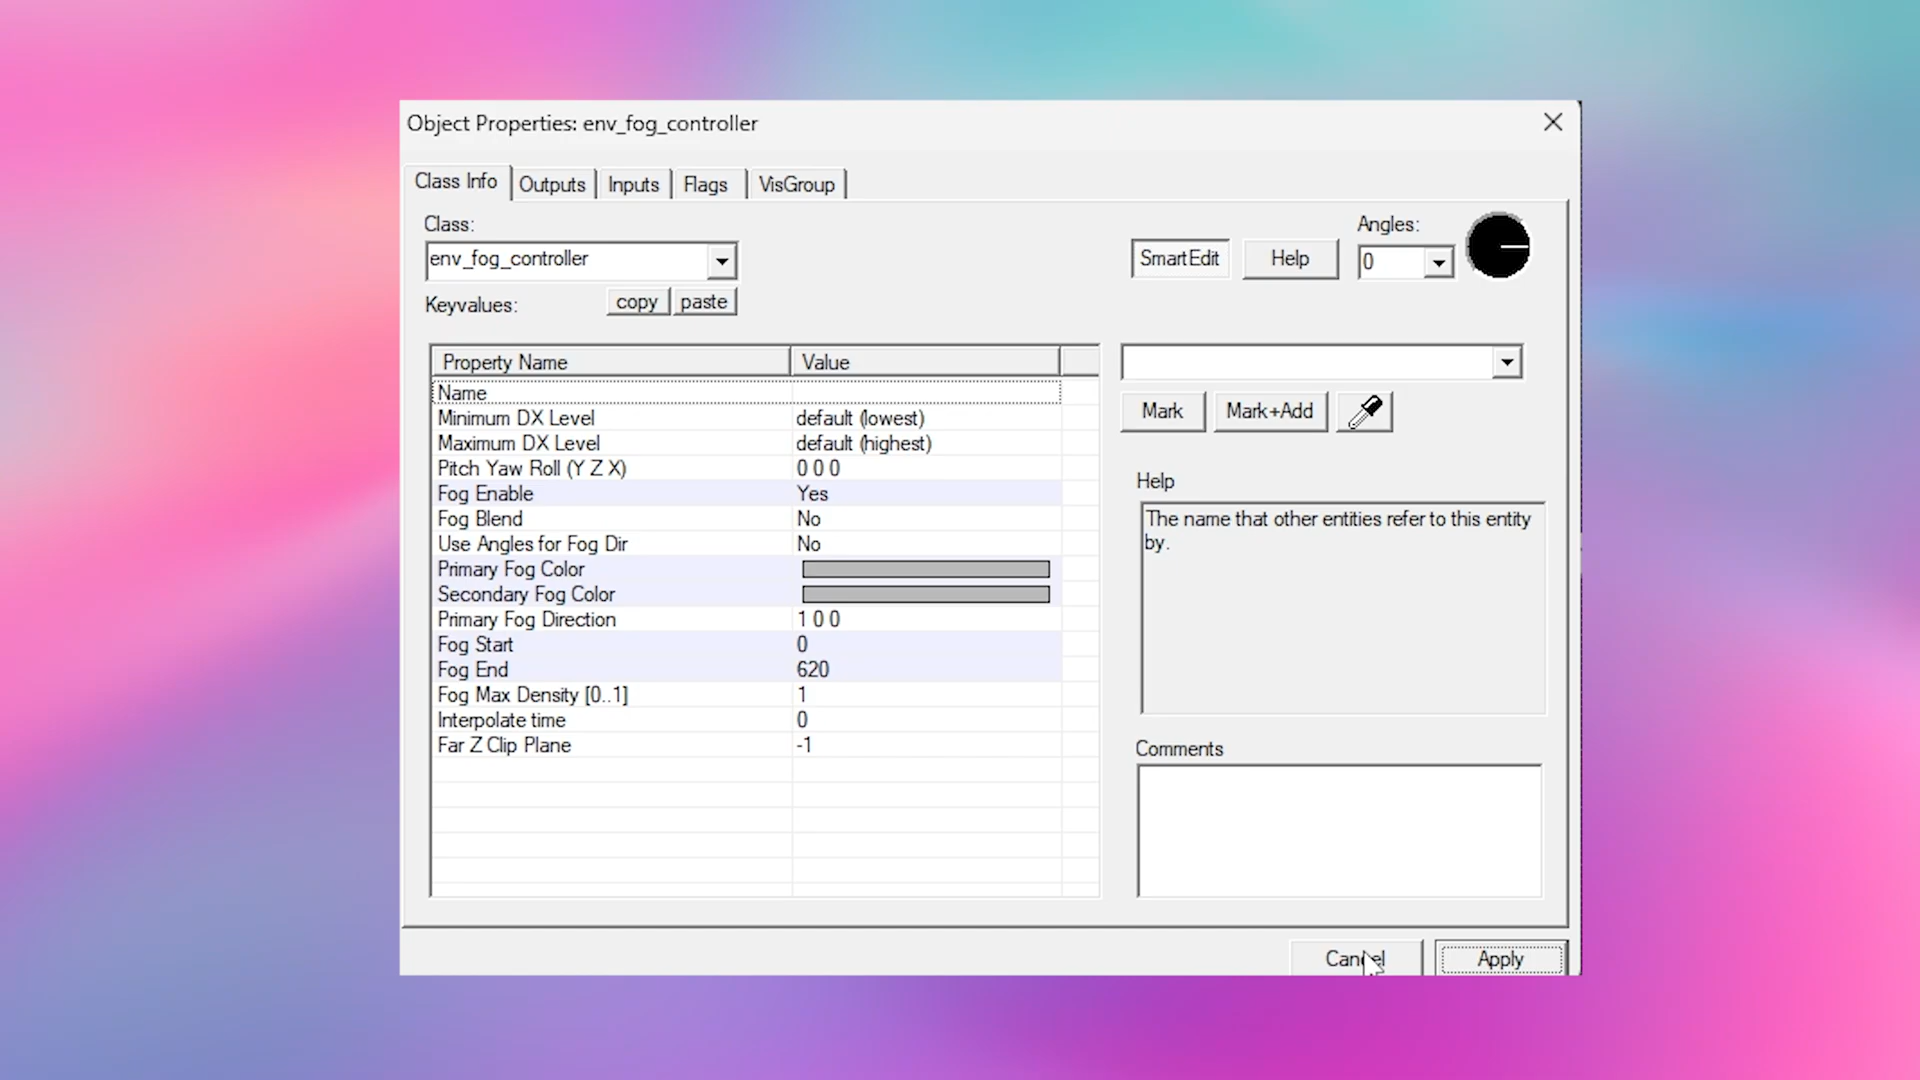 Object Properties: env_fog_controller
Class Info Outputs Inputs Flags VisGroup
Class:
env_fog_controller
SmartEdit Help
Angles:
0
Keyvalues: copy paste
Property Name Value
Name
Minimum DX Level default (lowest)
Maximum DX Level default (highest)
Pitch Yaw Roll (Y Z X) 0 0 0
Fog Enable Yes
Fog Blend No
Use Angles for Fog Dir No
Primary Fog Color
Secondary Fog Color
Primary Fog Direction 1 0 0
Fog Start 0
Fog End 620
Fog Max Density [0..1] 1
Interpolate time 0
Far Z Clip Plane -1
Mark Mark+Add
Help
The name that other entities refer to this entity
by.
Comments
Cancel Apply